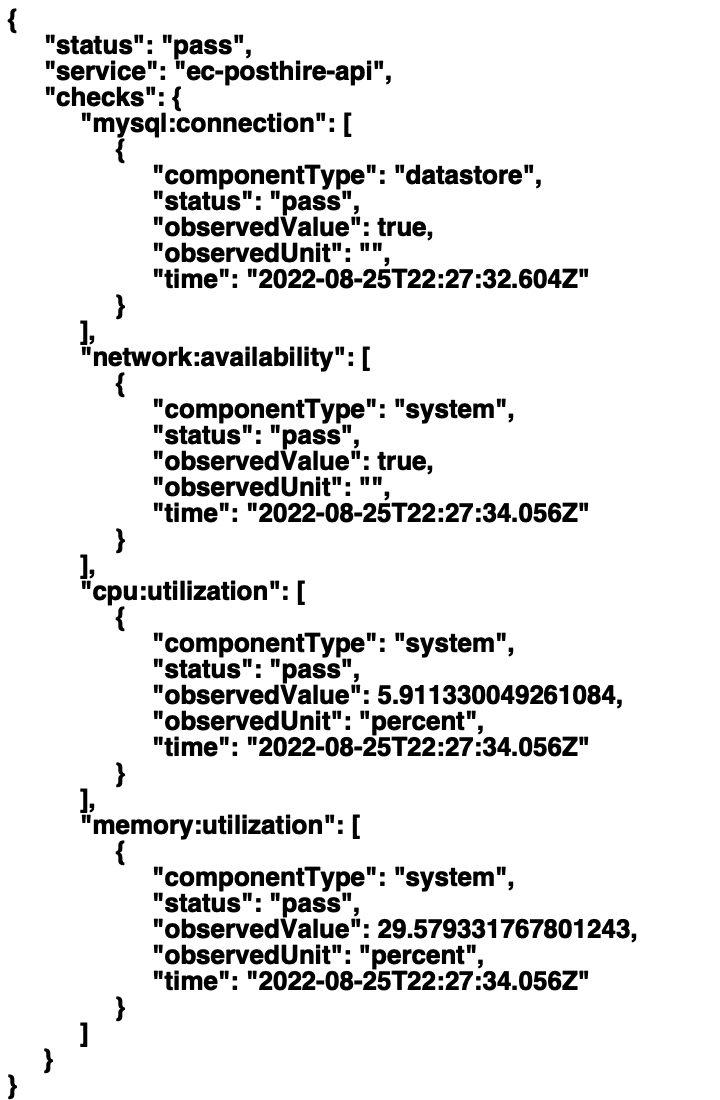 {
"status": "pass",
"service": "ec-posthire-api",
"checks": {
"mysql:connection": [
{
"componentType": "datastore",
"status": "pass",
"observedValue": true,
"observedUnit": "",
"time": "2022-08-25T22:27:32.604Z"
}
],
"network:availability": [
{
"componentType": "system",
"status": "pass",
"observedValue": true,
"observedUnit": "",
"time": "2022-08-25T22:27:34.056Z"
}
],
"cpu:utilization": [
{
"componentType": "system",
"status": "pass",
"observedValue": 5.911330049261084,
"observedUnit": "percent",
"time": "2022-08-25T22:27:34.056Z"
}
],
"memory:utilization": [
{
"componentType": "system",
"status": "pass",
"observedValue": 29.579331767801243,
"observedUnit": "percent",
"time": "2022-08-25T22:27:34.056Z"
}
]
}
}